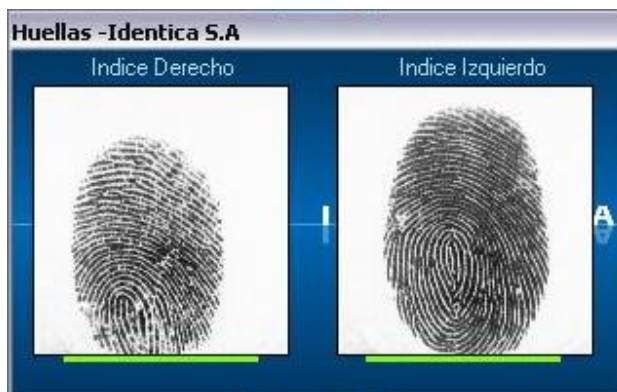 Huellas -Identica S.A
Indice Derecho
Indice Izquierdo
I
A